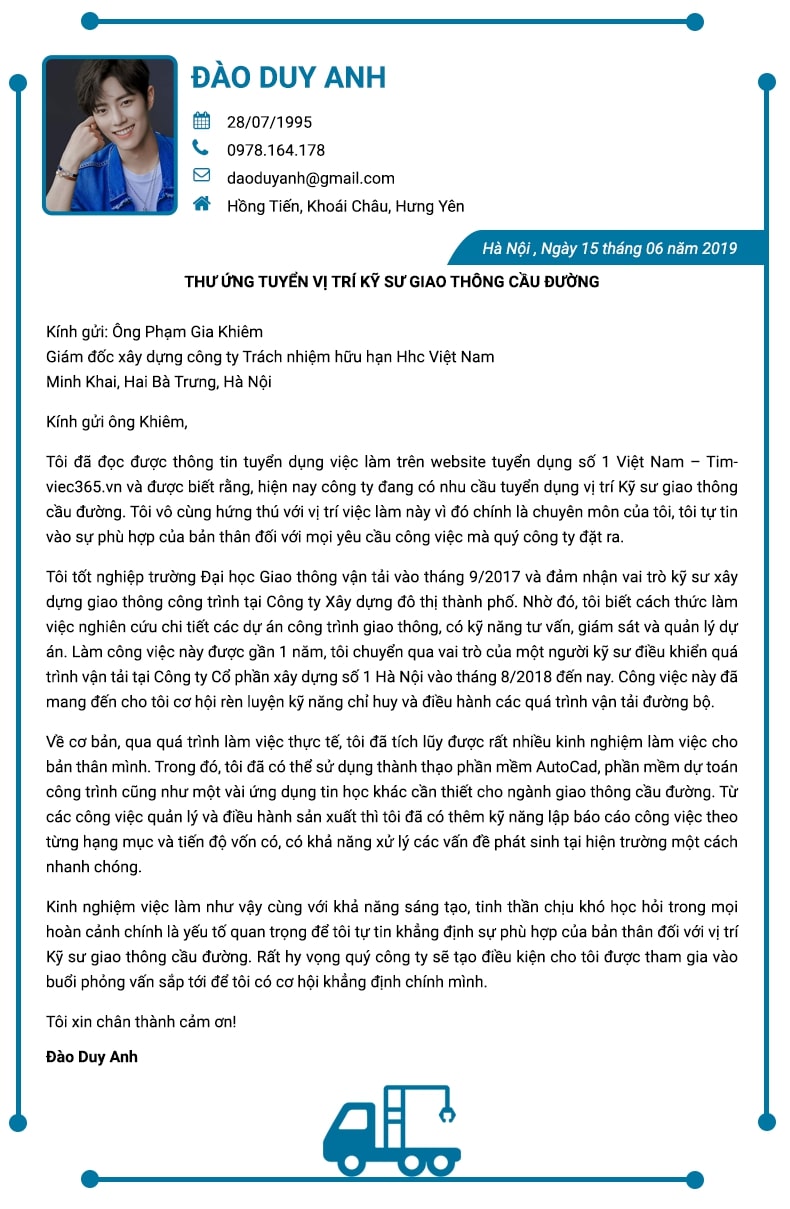 ĐÀO DUY ANH
28/07/1995
0978.164.178
daoduyanh@gmail.com
Hồng Tiến, Khoái Châu, Hưng Yên
Hà Nội , Ngày 15 tháng 06 năm 2019
THƯ ỨNG TUYỂN VỊ TRÍ KỸ SƯ GIAO THÔNG CẦU ĐƯỜNG
Kính gửi: Ông Phạm Gia Khiêm
Giám đốc xây dựng công ty Trách nhiệm hữu hạn Hhc Việt Nam
Minh Khai, Hai Bà Trưng, Hà Nội
Kính gửi ông Khiêm,
Tôi đã đọc được thông tin tuyển dụng việc làm trên website tuyển dụng số 1 Việt Nam – Tim-
viec365.vn và được biết rằng, hiện nay công ty đang có nhu cầu tuyển dụng vị trí Kỹ sư giao thông
cầu đường. Tôi vô cùng hứng thú với vị trí việc làm này vì đó chính là chuyên môn của tôi, tôi tự tin
vào sự phù hợp của bản thân đối với mọi yêu cầu công việc mà quý công ty đặt ra.
Tôi tốt nghiệp trường Đại học Giao thông vận tải vào tháng 9/2017 và đảm nhận vai trò kỹ sư xây
dựng giao thông công trình tại Công ty Xây dựng đô thị thành phố. Nhờ đó, tôi biết cách thức làm
việc nghiên cứu chi tiết các dự án công trình giao thông, có kỹ năng tư vấn, giám sát và quản lý dự
án. Làm công việc này được gần 1 năm, tôi chuyển qua vai trò của một người kỹ sư điều khiển quá
trình vận tải tại Công ty Cổ phần xây dựng số 1 Hà Nội vào tháng 8/2018 đến nay. Công việc này đã
mang đến cho tôi cơ hội rèn luyện kỹ năng chỉ huy và điều hành các quá trình vận tải đường bộ.
Về cơ bản, qua quá trình làm việc thực tế, tôi đã tích lũy được rất nhiều kinh nghiệm làm việc cho
bản thân mình. Trong đó, tôi đã có thể sử dụng thành thạo phần mềm AutoCad, phần mềm dự toán
công trình cũng như một vài ứng dụng tin học khác cần thiết cho ngành giao thông cầu đường. Từ
các công việc quản lý và điều hành sản xuất thì tôi đã có thêm kỹ năng lập báo cáo công việc theo
từng hạng mục và tiến độ vốn có, có khả năng xử lý các vấn đề phát sinh tại hiện trường một cách
nhanh chóng.
Kinh nghiệm việc làm như vậy cùng với khả năng sáng tạo, tinh thần chịu khó học hỏi trong mọi
hoàn cảnh chính là yếu tố quan trọng để tôi tự tin khẳng định sự phù hợp của bản thân đối với vị trí
Kỹ sư giao thông cầu đường. Rất hy vọng quý công ty sẽ tạo điều kiện cho tôi được tham gia vào
buổi phỏng vấn sắp tới để tôi có cơ hội khẳng định chính mình.
Tôi xin chân thành cảm ơn!
Đào Duy Anh